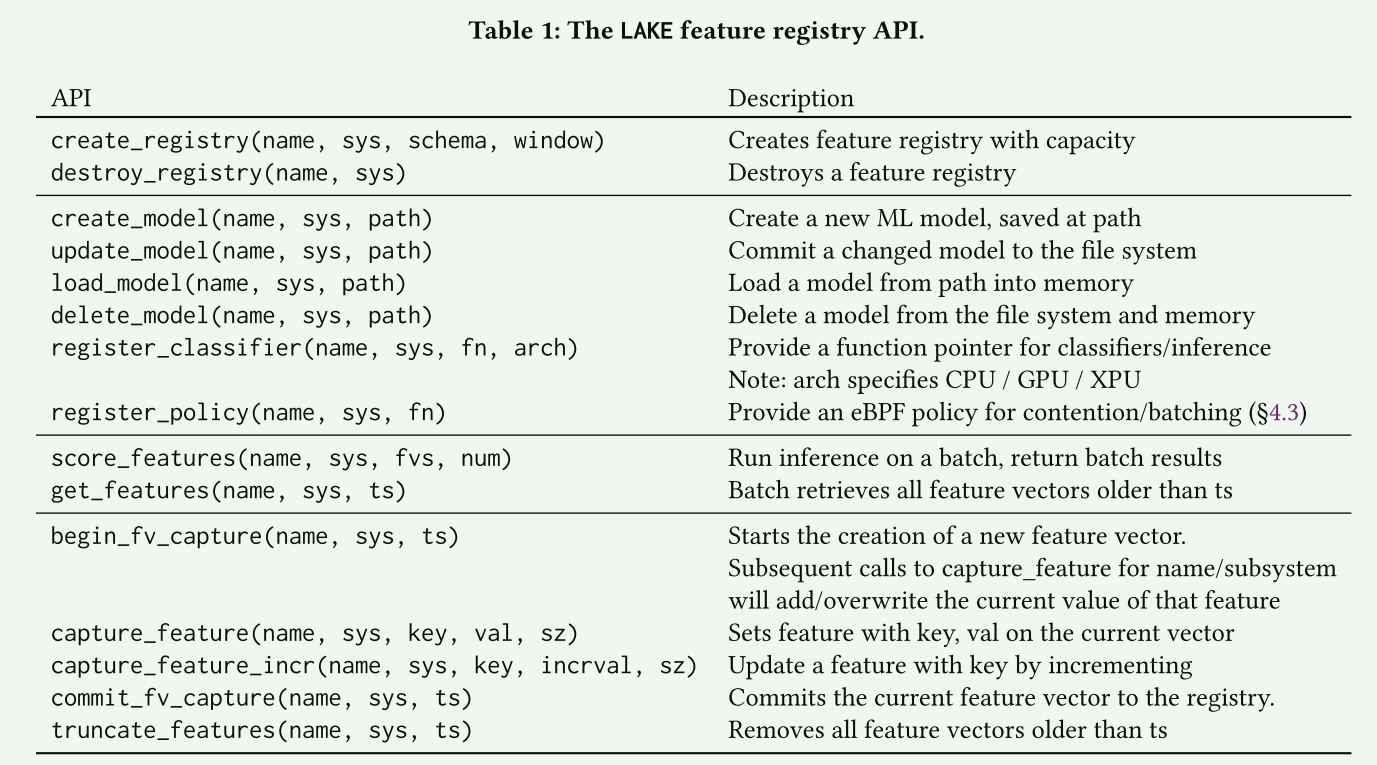 Table 1: The LAKE feature registry API.
API Description
create_registry(name, sys, schema, window) Creates feature registry with capacity
destroy_registry(name, sys) Destroys a feature registry
create_model(name, sys, path) Create a new ML model, saved at path
update_model(name, sys, path) Commit a changed model to the file system
load_model(name, sys, path) Load a model from path into memory
delete_model(name, sys, path) Delete a model from the file system and memory
register_classifier(name, sys, fn, arch) Provide a function pointer for classifiers/inference
Note: arch specifies CPU / GPU / XPU
register_policy(name, sys, fn) Provide an eBPF policy for contention/batching (§4.3)
score_features(name, sys, fvs, num) Run inference on a batch, return batch results
get_features(name, sys, ts) Batch retrieves all feature vectors older than ts
begin_fv_capture(name, sys, ts) Starts the creation of a new feature vector.
Subsequent calls to capture_feature for name/subsystem
will add/overwrite the current value of that feature
capture_feature(name, sys, key, val, sz) Sets feature with key, val on the current vector
capture_feature_incr(name, sys, key, incrval, sz) Update a feature with key by incrementing
commit_fv_capture(name, sys, ts) Commits the current feature vector to the registry.
truncate_features(name, sys, ts) Removes all feature vectors older than ts